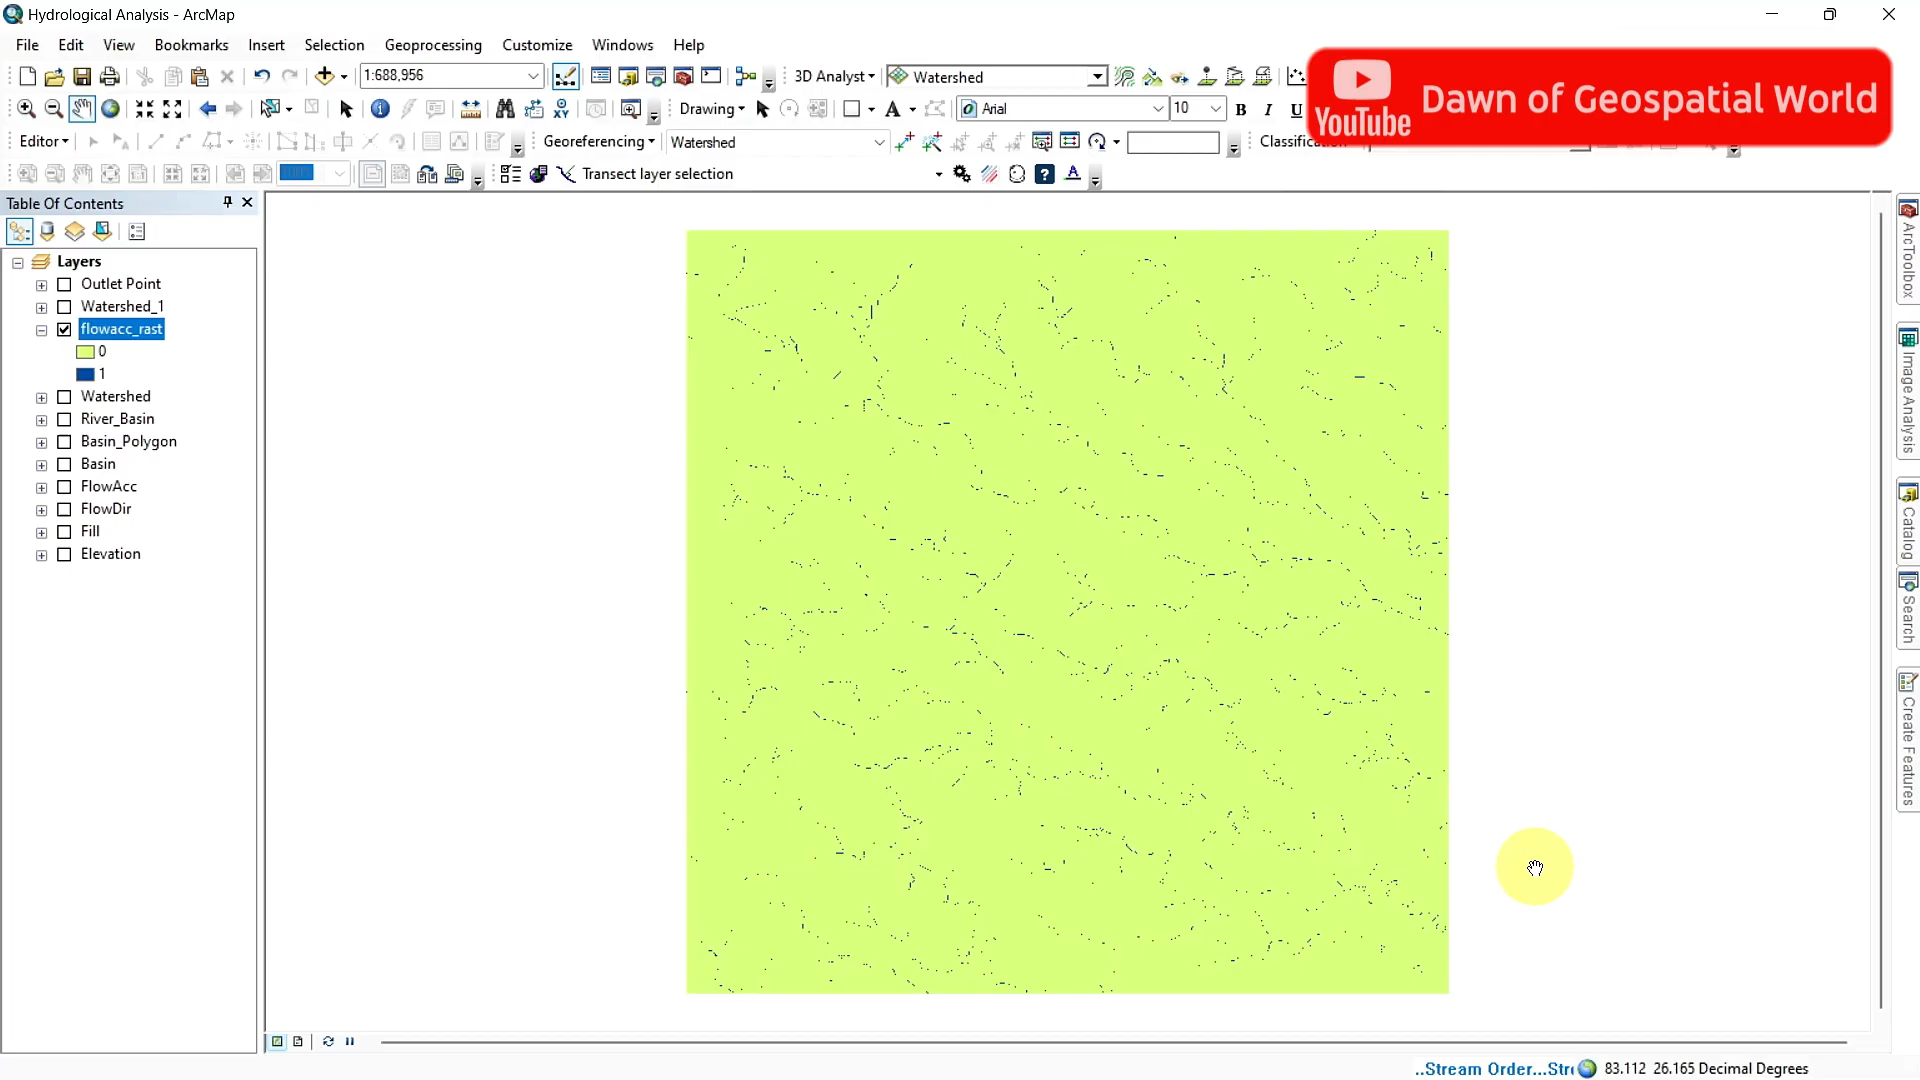 Hydrological Analysis - ArcMap
File Edit View Bookmarks Insert Selection Geoprocessing Customize Windows Help
1:688,956 3D Analyst Watershed
YouTube Dawn of Geospatial World
Drawing Arial 10 B I U
Editor Georeferencing Watershed
Transect layer selection
Table Of Contents
Layers
Outlet Point
Watershed_1
flowacc_rast
0
1
Watershed
River_Basin
Basin_Polygon
Basin
FlowAcc
FlowDir
Fill
Elevation
ArcToolbox
Image Analysis
Catalog
Search
Create Features
..Stream Order...Str 83.112 26.165 Decimal Degrees